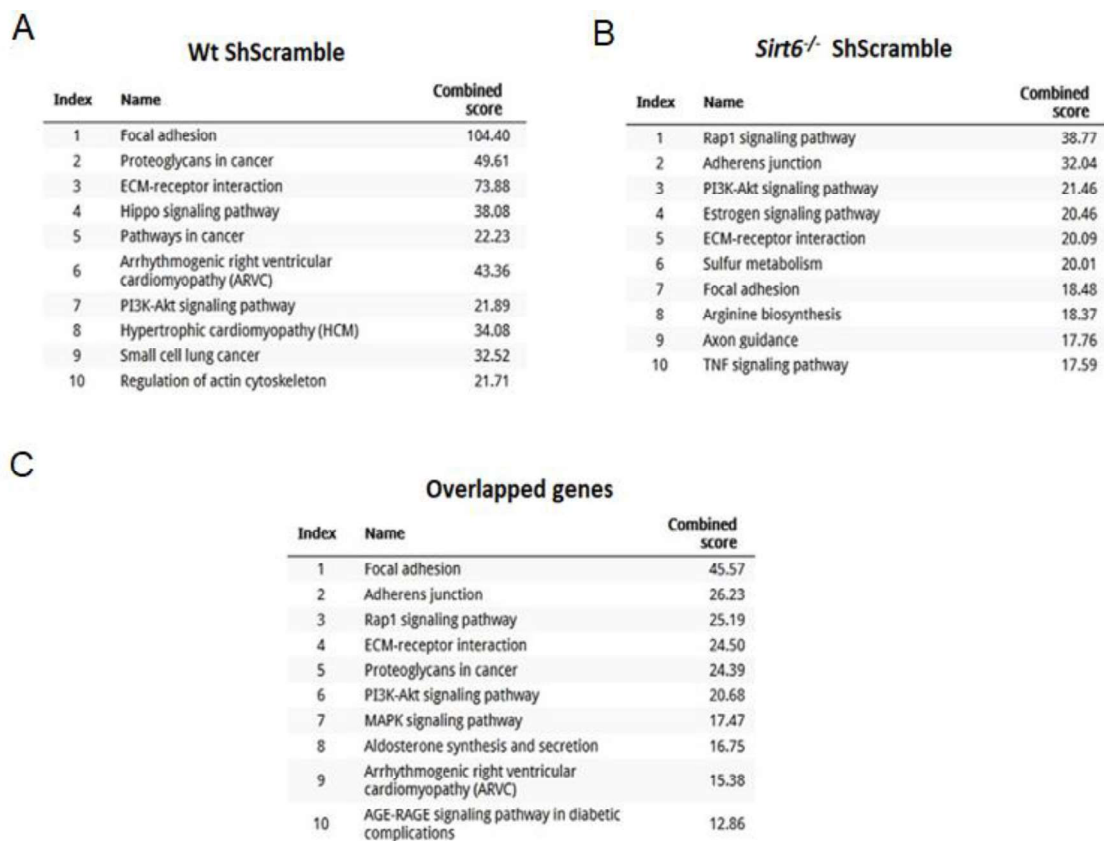 A
Wt ShScramble
Index Name Combined score
1 Focal adhesion 104.40
2 Proteoglycans in cancer 49.61
3 ECM-receptor interaction 73.88
4 Hippo signaling pathway 38.08
5 Pathways in cancer 22.23
6 Arrhythmogenic right ventricular
cardiomyopathy (ARVC) 43.36
7 PI3K-Akt signaling pathway 21.89
8 Hypertrophic cardiomyopathy (HCM) 34.08
9 Small cell lung cancer 32.52
10 Regulation of actin cytoskeleton 21.71
B
Sirt6-/- ShScramble
Index Name Combined score
1 Rap1 signaling pathway 38.77
2 Adherens junction 32.04
3 PI3K-Akt signaling pathway 21.46
4 Estrogen signaling pathway 20.46
5 ECM-receptor interaction 20.09
6 Sulfur metabolism 20.01
7 Focal adhesion 18.48
8 Arginine biosynthesis 18.37
9 Axon guidance 17.76
10 TNF signaling pathway 17.59
C
Overlapped genes
Index Name Combined score
1 Focal adhesion 45.57
2 Adherens junction 26.23
3 Rap1 signaling pathway 25.19
4 ECM-receptor interaction 24.50
5 Proteoglycans in cancer 24.39
6 PI3K-Akt signaling pathway 20.68
7 MAPK signaling pathway 17.47
8 Aldosterone synthesis and secretion 16.75
9 Arrhythmogenic right ventricular
cardiomyopathy (ARVC) 15.38
10 AGE-RAGE signaling pathway in diabetic
complications 12.86